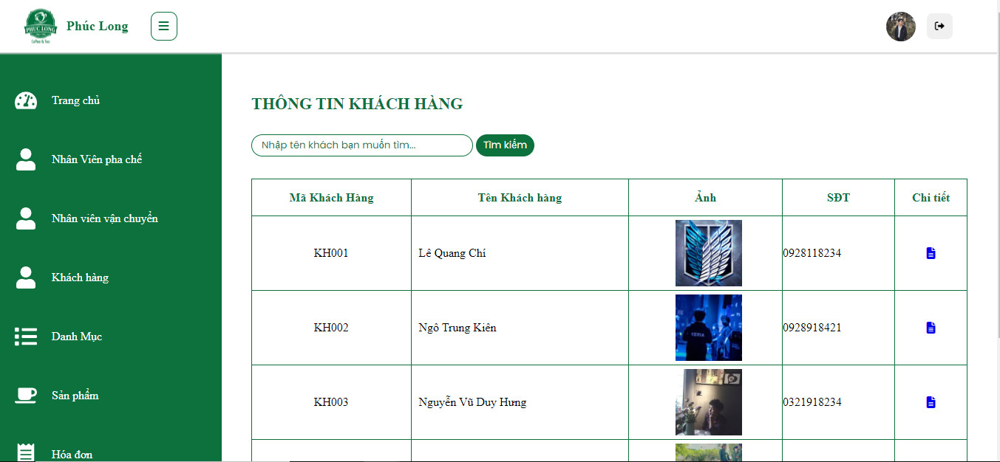 PHUC LONG
Coffee & Tea
Phúc Long
Trang chủ
Nhân Viên pha chế
Nhân viên vận chuyển
Khách hàng
Danh Mục
Sản phẩm
Hóa đơn
THÔNG TIN KHÁCH HÀNG
Nhập tên khách bạn muốn tìm...
Tìm kiếm
Mã Khách Hàng Tên Khách hàng Ảnh SĐT Chi tiết
KH001 Lê Quang Chí 0928118234
KH002 Ngô Trung Kiên 0928918421
KH003 Nguyễn Vũ Duy Hưng 0321918234